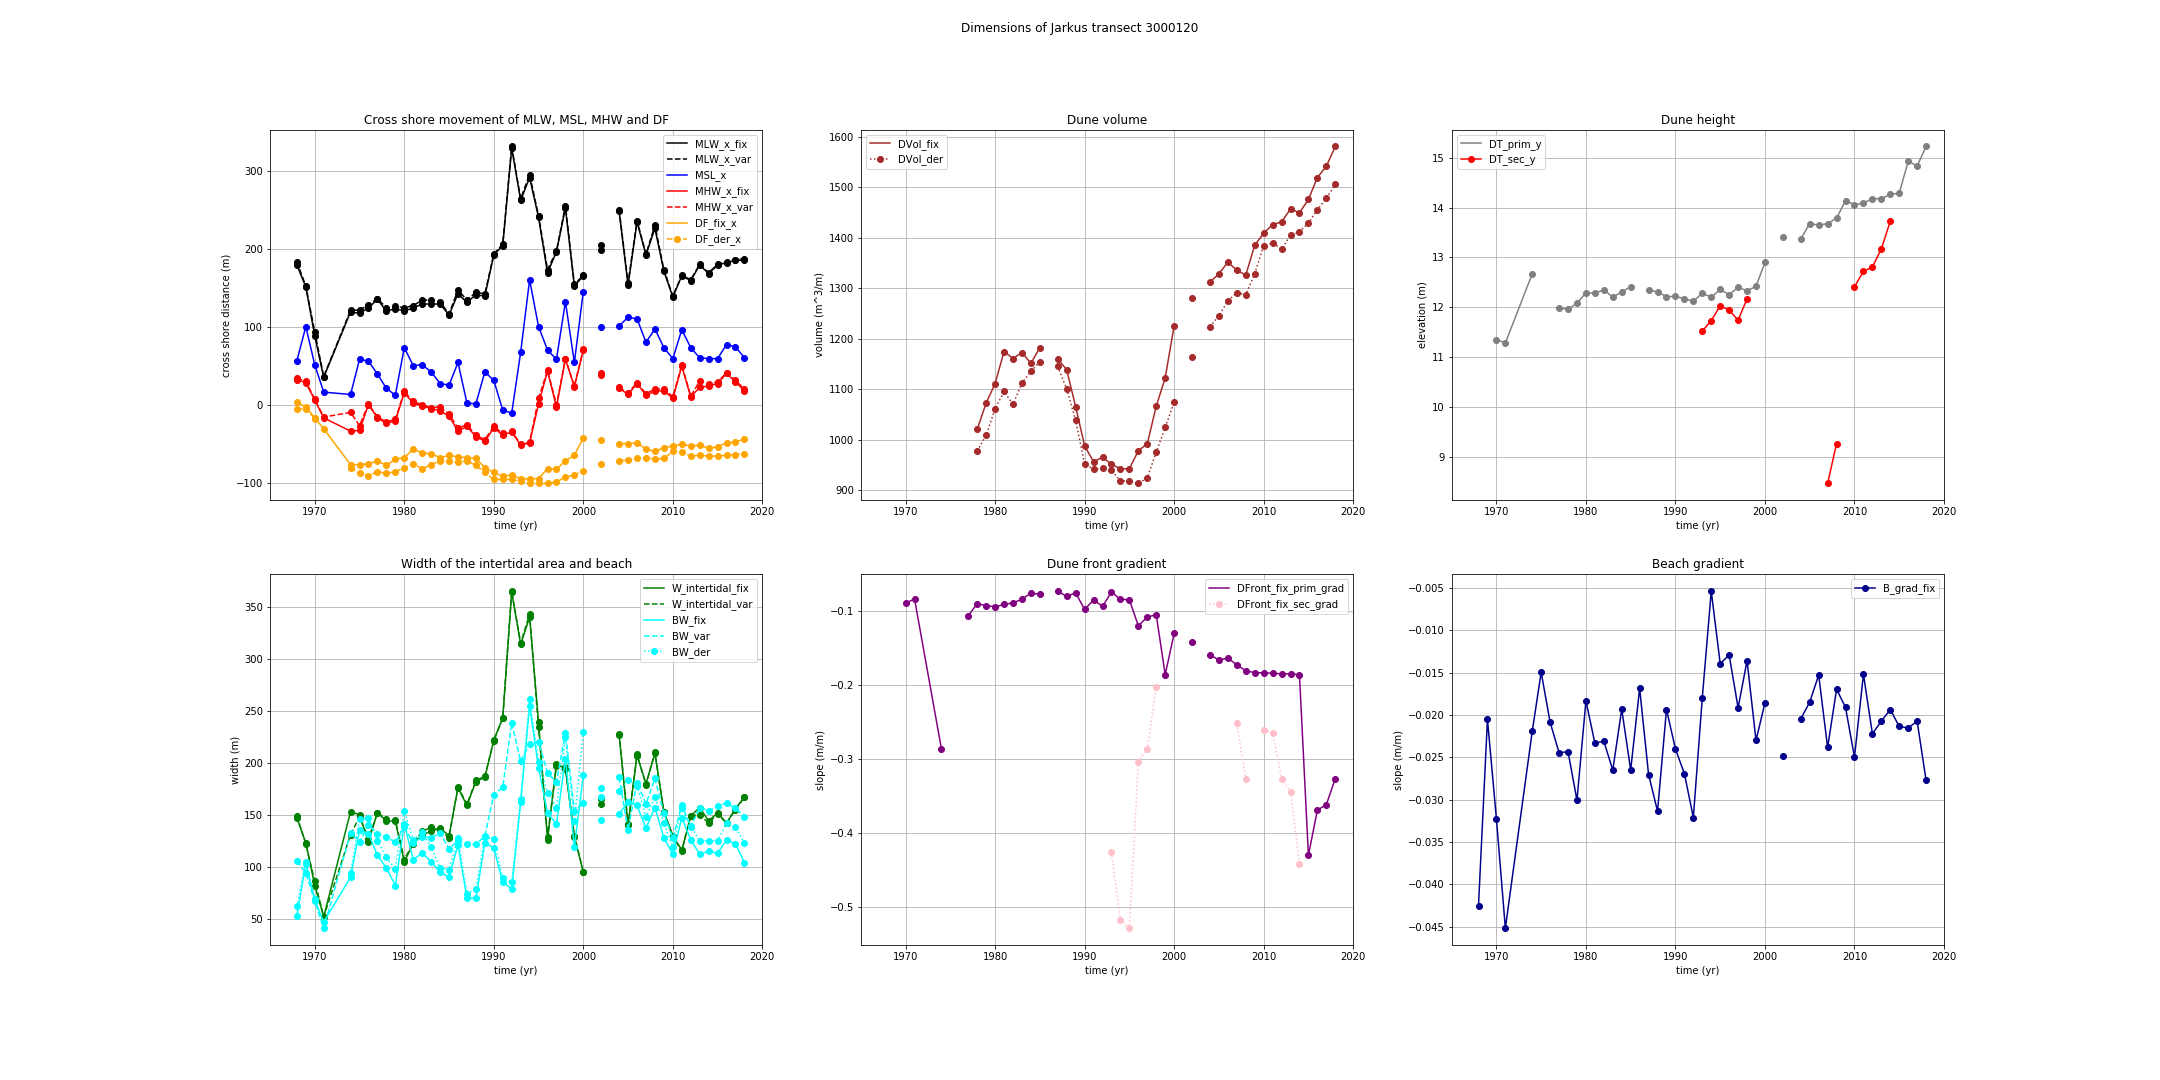 Dimensions of Jarkus transect 3000120
Cross shore movement of MLW, MSL, MHW and DF
cross shore distance (m)
300
200
100
0
−100
MLW_x_fix
MLW_x_var
MSL_x
MHW_x_fix
MHW_x_var
DF_fix_x
DF_der_x
1970 1980 1990 2000 2010 2020
time (yr)
Dune volume
volume (m^3/m)
1600
1500
1400
1300
1200
1100
1000
900
DVol_fix
DVol_der
1970 1980 1990 2000 2010 2020
time (yr)
Dune height
elevation (m)
15
14
13
12
11
10
9
DT_prim_y
DT_sec_y
1970 1980 1990 2000 2010 2020
time (yr)
Width of the intertidal area and beach
width (m)
350
300
250
200
150
100
50
W_intertidal_fix
W_intertidal_var
BW_fix
BW_var
BW_der
1970 1980 1990 2000 2010 2020
time (yr)
Dune front gradient
slope (m/m)
−0.1
−0.2
−0.3
−0.4
−0.5
DFront_fix_prim_grad
DFront_fix_sec_grad
1970 1980 1990 2000 2010 2020
time (yr)
Beach gradient
slope (m/m)
−0.005
−0.010
−0.015
−0.020
−0.025
−0.030
−0.035
−0.040
−0.045
B_grad_fix
1970 1980 1990 2000 2010 2020
time (yr)